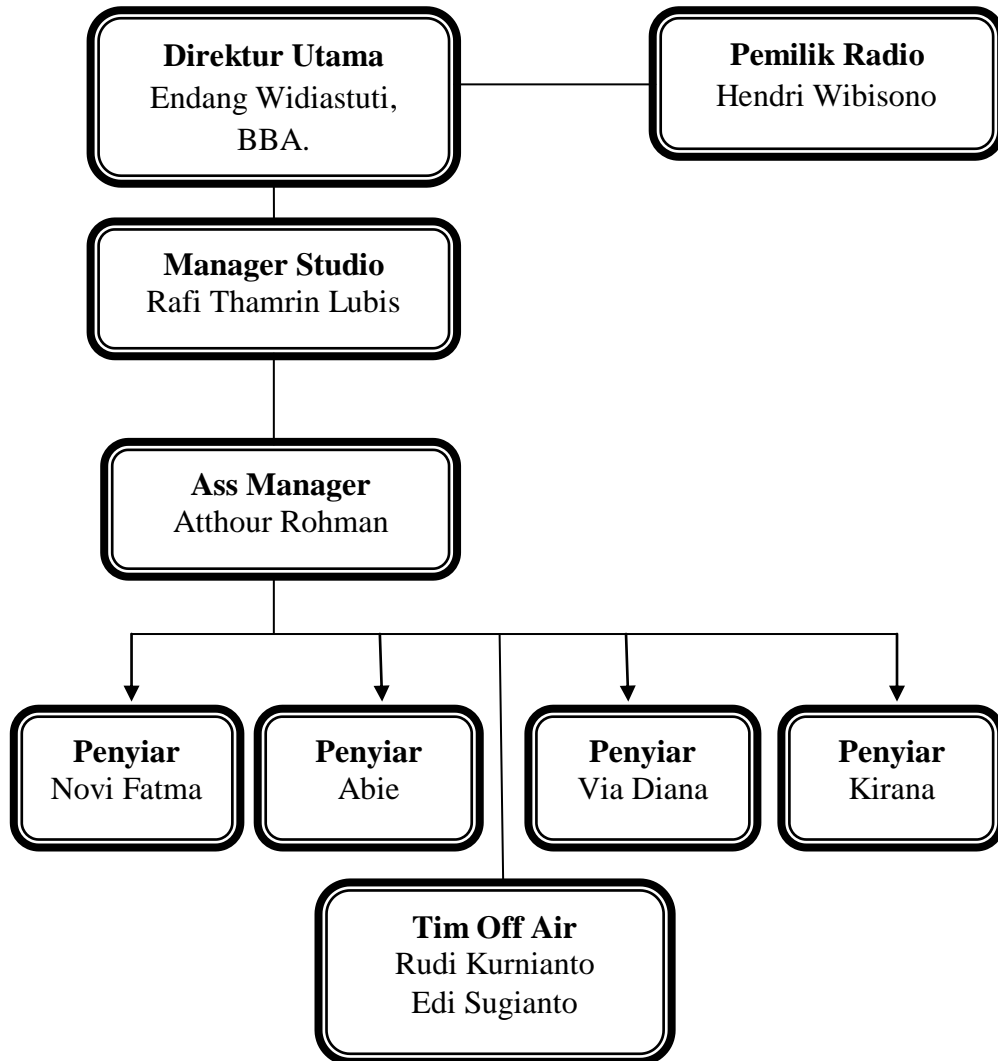 Direktur Utama
Endang Widiastuti,
BBA.
Pemilik Radio
Hendri Wibisono
Manager Studio
Rafi Thamrin Lubis
Ass Manager
Atthour Rohman
Penyiar
Novi Fatma
Penyiar
Abie
Penyiar
Via Diana
Penyiar
Kirana
Tim Off Air
Rudi Kurnianto
Edi Sugianto